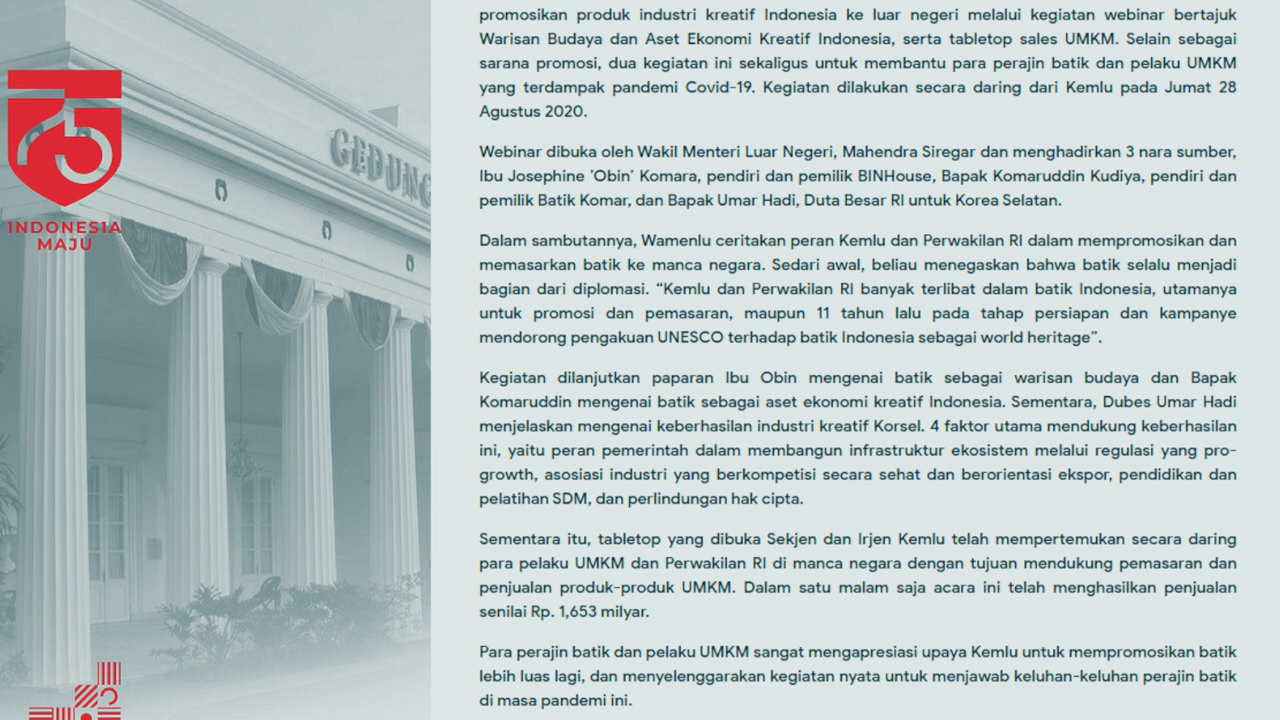 75
INDONESIA
MAJU
GEDUNG
promosikan produk industri kreatif Indonesia ke luar negeri melalui kegiatan webinar bertajuk
Warisan Budaya dan Aset Ekonomi Kreatif Indonesia, serta tabletop sales UMKM. Selain sebagai
sarana promosi, dua kegiatan ini sekaligus untuk membantu para perajin batik dan pelaku UMKM
yang terdampak pandemi Covid-19. Kegiatan dilakukan secara daring dari Kemlu pada Jumat 28
Agustus 2020.
Webinar dibuka oleh Wakil Menteri Luar Negeri, Mahendra Siregar dan menghadirkan 3 nara sumber,
Ibu Josephine 'Obin' Komara, pendiri dan pemilik BINHouse, Bapak Komaruddin Kudiya, pendiri dan
pemilik Batik Komar, dan Bapak Umar Hadi, Duta Besar RI untuk Korea Selatan.
Dalam sambutannya, Wamenlu ceritakan peran Kemlu dan Perwakilan RI dalam mempromosikan dan
memasarkan batik ke manca negara. Sedari awal, beliau menegaskan bahwa batik selalu menjadi
bagian dari diplomasi. “Kemlu dan Perwakilan RI banyak terlibat dalam batik Indonesia, utamanya
untuk promosi dan pemasaran, maupun 11 tahun lalu pada tahap persiapan dan kampanye
mendorong pengakuan UNESCO terhadap batik Indonesia sebagai world heritage”.
Kegiatan dilanjutkan paparan Ibu Obin mengenai batik sebagai warisan budaya dan Bapak
Komaruddin mengenai batik sebagai aset ekonomi kreatif Indonesia. Sementara, Dubes Umar Hadi
menjelaskan mengenai keberhasilan industri kreatif Korsel. 4 faktor utama mendukung keberhasilan
ini, yaitu peran pemerintah dalam membangun infrastruktur ekosistem melalui regulasi yang pro-
growth, asosiasi industri yang berkompetisi secara sehat dan berorientasi ekspor, pendidikan dan
pelatihan SDM, dan perlindungan hak cipta.
Sementara itu, tabletop yang dibuka Sekjen dan Irjen Kemlu telah mempertemukan secara daring
para pelaku UMKM dan Perwakilan RI di manca negara dengan tujuan mendukung pemasaran dan
penjualan produk-produk UMKM. Dalam satu malam saja acara ini telah menghasilkan penjualan
senilai Rp. 1,653 milyar.
Para perajin batik dan pelaku UMKM sangat mengapresiasi upaya Kemlu untuk mempromosikan batik
lebih luas lagi, dan menyelenggarakan kegiatan nyata untuk menjawab keluhan-keluhan perajin batik
di masa pandemi ini.